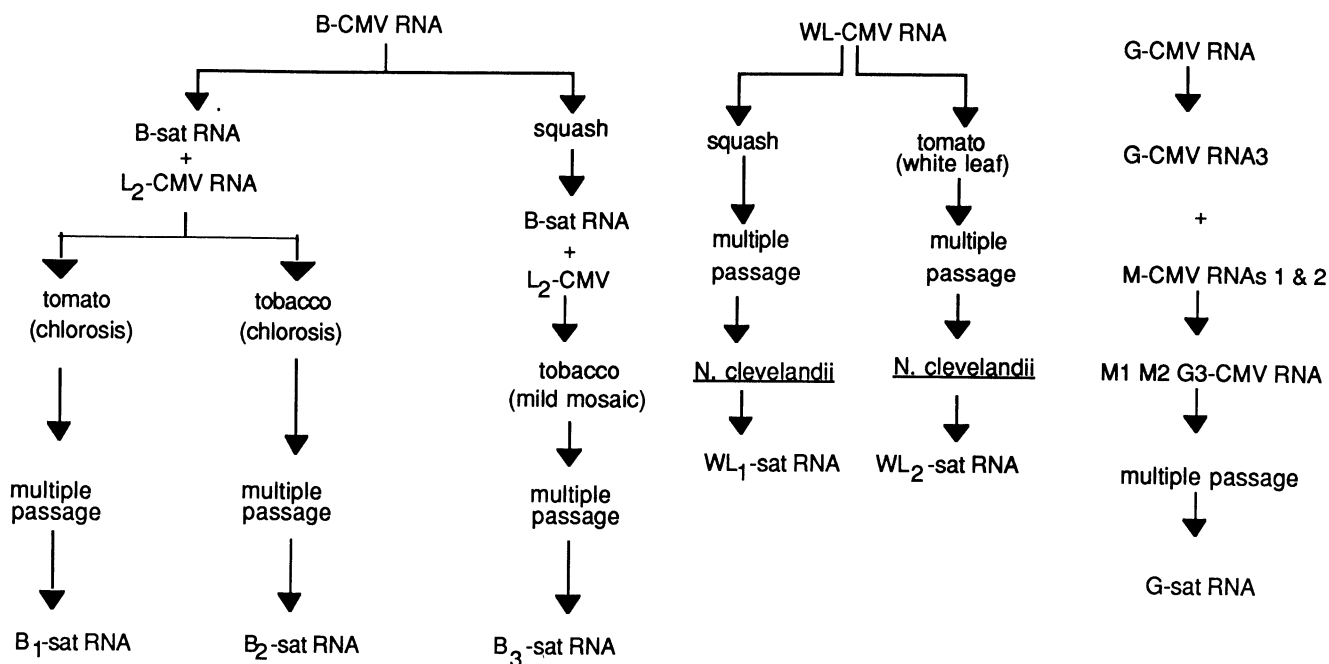 B-CMV RNA
B-sat RNA
+
L2-CMV RNA
tomato
(chlorosis)
multiple
passage
B1-sat RNA
tobacco
(chlorosis)
multiple
passage
B2-sat RNA
squash
B-sat RNA
+
L2-CMV
tobacco
(mild mosaic)
multiple
passage
B3-sat RNA
WL-CMV RNA
squash
multiple
passage
N. clevelandii
WL1-sat RNA
tomato
(white leaf)
multiple
passage
N. clevelandii
WL2-sat RNA
G-CMV RNA
G-CMV RNA3
+
M-CMV RNAs 1 & 2
M1 M2 G3-CMV RNA
multiple passage
G-sat RNA